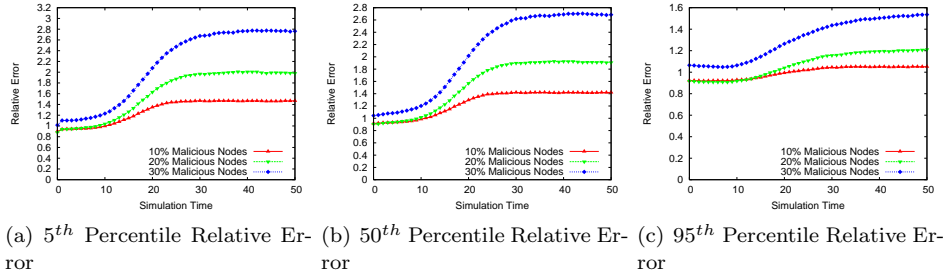 3.2
3
2.8
2.6
2.4
2.2
2
1.8
1.6
1.4
1.2
1
0.8
0.6
0.4
0.2
0
Relative Error
10% Malicious Nodes
20% Malicious Nodes
30% Malicious Nodes
0 10 20 30 40 50
Simulation Time
2.8
2.6
2.4
2.2
2
1.8
1.6
1.4
1.2
1
0.8
0.6
0.4
0.2
0
Relative Error
10% Malicious Nodes
20% Malicious Nodes
30% Malicious Nodes
0 10 20 30 40 50
Simulation Time
1.6
1.4
1.2
1
0.8
0.6
0.4
0.2
0
Relative Error
10% Malicious Nodes
20% Malicious Nodes
30% Malicious Nodes
0 10 20 30 40 50
Simulation Time
(a) 5th Percentile Relative Er-
ror
(b) 50th Percentile Relative Er-
ror
(c) 95th Percentile Relative Er-
ror